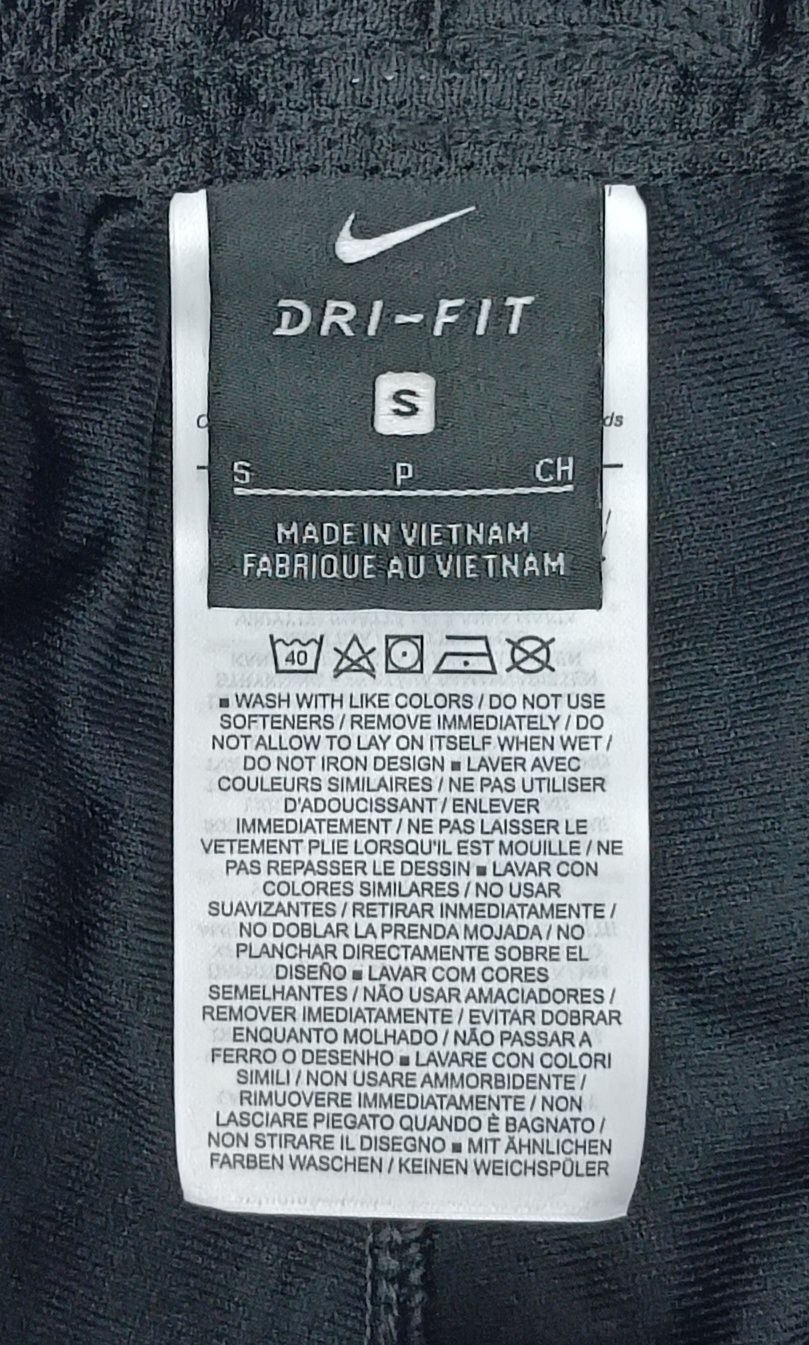 DRI-FIT
S
ds
S P CH
MADE IN VIETNAM
FABRIQUE AU VIETNAM
40
■ WASH WITH LIKE COLORS / DO NOT USE
SOFTENERS / REMOVE IMMEDIATELY / DO
NOT ALLOW TO LAY ON ITSELF WHEN WET /
DO NOT IRON DESIGN ■ LAVER AVEC
COULEURS SIMILAIRES / NE PAS UTILISER
D'ADOUCISSANT / ENLEVER
IMMEDIATEMENT / NE PAS LAISSER LE
VETEMENT PLIE LORSQU'IL EST MOUILLE / NE
PAS REPASSER LE DESSIN ■ LAVAR CON
COLORES SIMILARES / NO USAR
SUAVIZANTES / RETIRAR INMEDIATAMENTE /
NO DOBLAR LA PRENDA MOJADA / NO
PLANCHAR DIRECTAMENTE SOBRE EL
DISEÑO ■ LAVAR COM CORES
SEMELHANTES / NÃO USAR AMACIADORES /
REMOVER IMEDIATAMENTE / EVITAR DOBRAR
ENQUANTO MOLHADO / NÃO PASSAR A
FERRO O DESENHO ■ LAVARE CON COLORI
SIMILI / NON USARE AMMORBIDENTE /
RIMUOVERE IMMEDIATAMENTE / NON
LASCIARE PIEGATO QUANDO È BAGNATO /
NON STIRARE IL DISEGNO ■ MIT ÄHNLICHEN
FARBEN WASCHEN / KEINEN WEICHSPÜLER